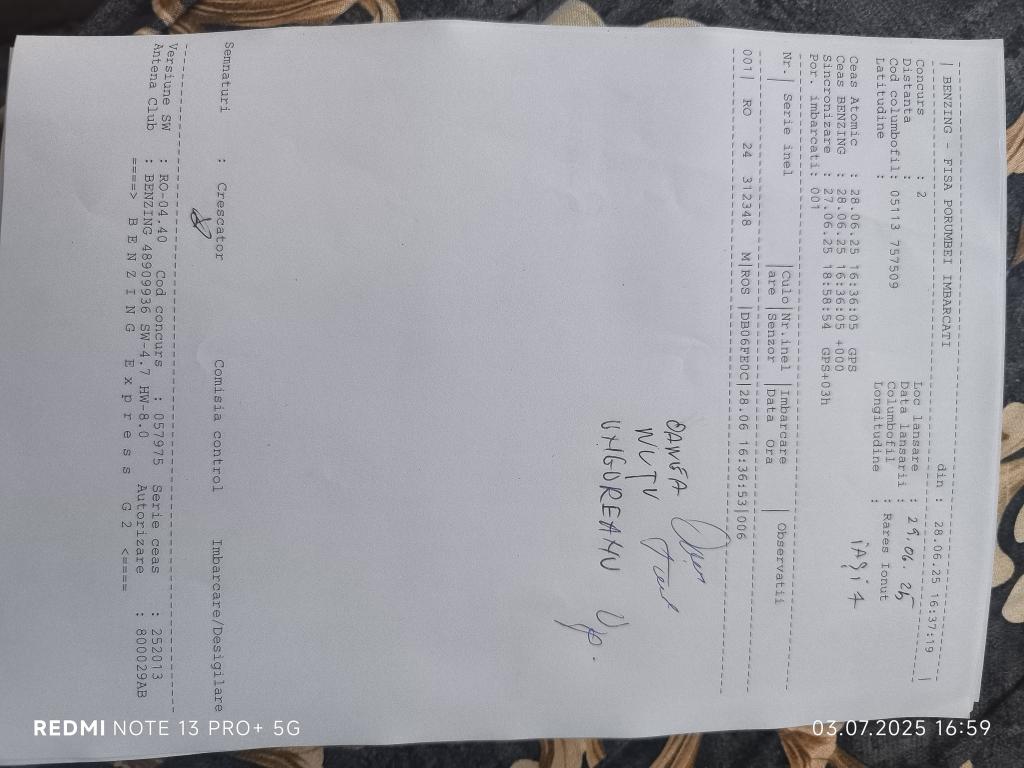 | BENZING - FISA PORUMBEI IMBARCATI din : 28.06.25 16:37:19 |
Concurs : 2 Loc lansare : iAȘi 4
Distanta : Data lansarii : 29.06.25
Cod columbofil: 05113 757509 Columbofil : Rares Ionut
Latitudine : Longitudine :
Ceas Atomic : 28.06.25 16:36:05 GPS
Ceas BENZING : 28.06.25 16:36:05 +000
Sincronizare : 27.06.25 18:58:54 GPS+03h
Por. imbarcati: 001
Nr.| Serie inel |Culo|Nr.inel |Imbarcare | Observatii
|are |Senzor |Data Ora |
001| RO 24 312348 M|ROS |DB06FE0C|28.06 16:36:53|006
OANCEA
NUTU
UNGUREANU
Semnaturi : Crescator Comisia control Imbarcare/Desigilare
Versiune SW : RO-04.40 Cod concurs : 057975 Serie ceas : 252013
Antena Club : BENZING 48909936 SW-4.7 HW-8.0 Autorizare : 800029AB
====> B E N Z I N G E x p r e s s G 2 <====
REDMI NOTE 13 PRO+ 5G
03.07.2025 16:59